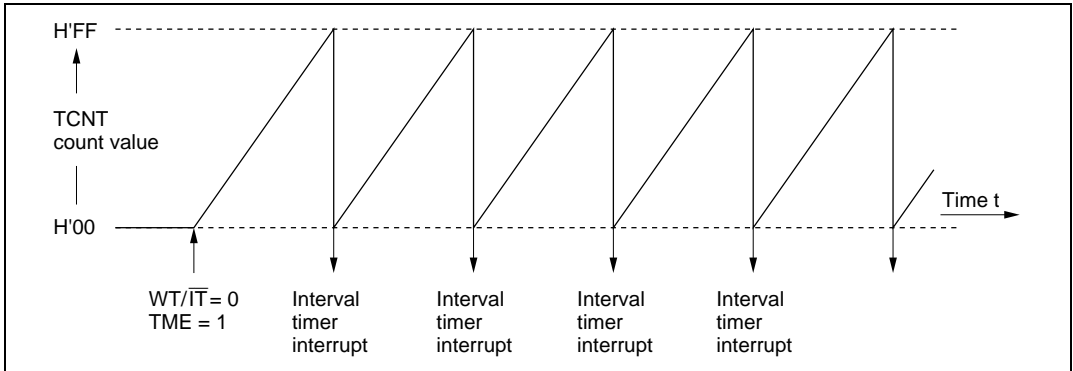 H'FF
TCNT
count value
Time t
H'00
WT/I̅T̅ = 0
TME = 1
Interval
timer
interrupt
Interval
timer
interrupt
Interval
timer
interrupt
Interval
timer
interrupt